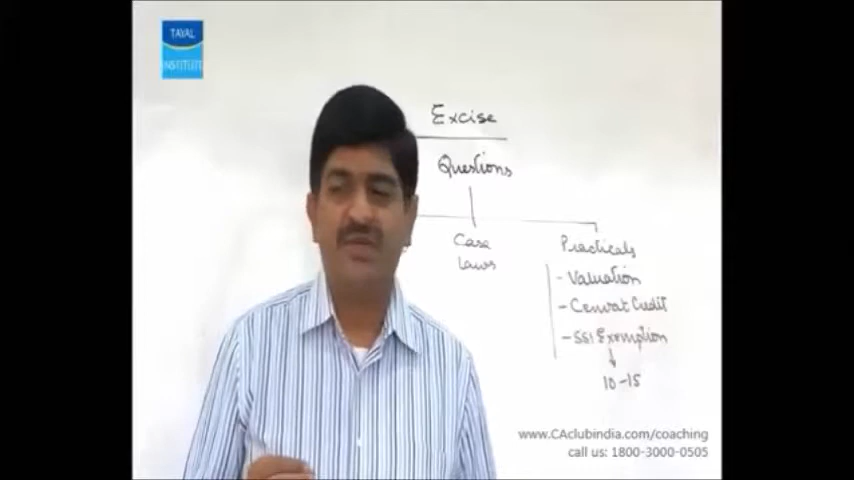 TAYAL
INSTITUTE
Excise
Questions
Case
Laws
Practicals
- Valuation
- Cenvat Credit
- SSI Exemption
10-15
www.CAclubindia.com/coaching
call us: 1800-3000-0505